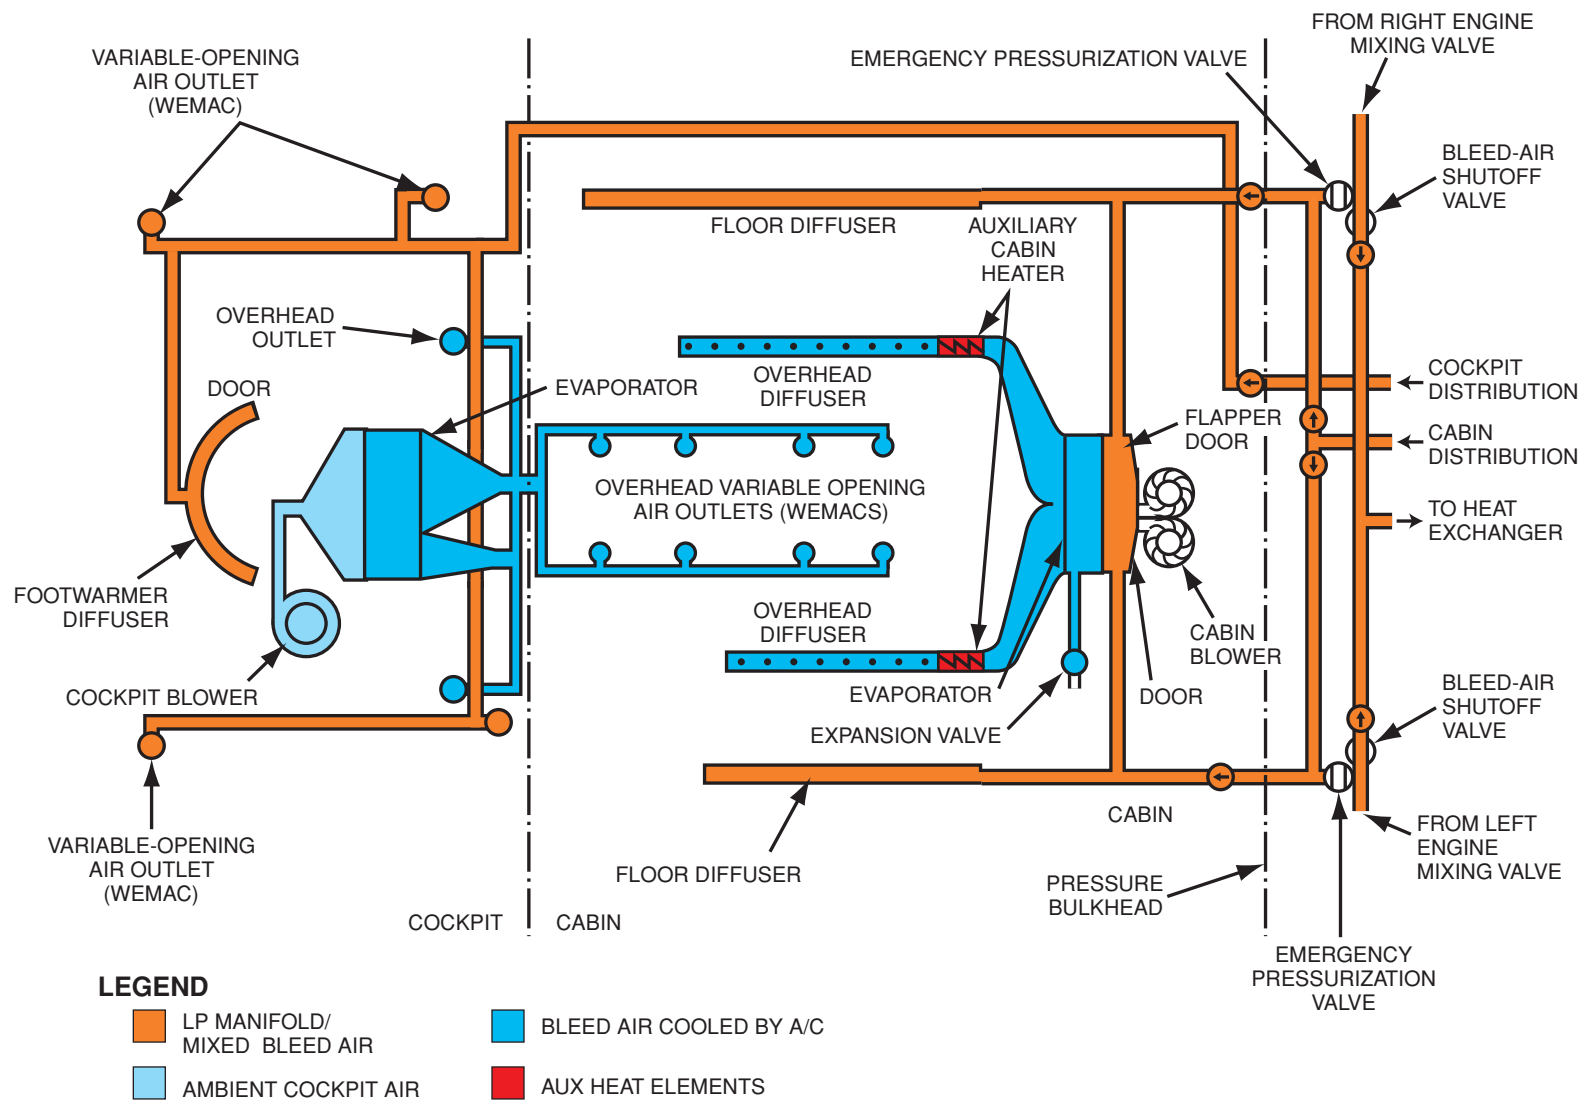 FROM RIGHT ENGINE
MIXING VALVE
VARIABLE-OPENING
AIR OUTLET
(WEMAC)
EMERGENCY PRESSURIZATION VALVE
BLEED-AIR
SHUTOFF
VALVE
FLOOR DIFFUSER
AUXILIARY
CABIN
HEATER
OVERHEAD
OUTLET
DOOR
EVAPORATOR
OVERHEAD
DIFFUSER
COCKPIT
DISTRIBUTION
FLAPPER
DOOR
CABIN
DISTRIBUTION
OVERHEAD VARIABLE OPENING
AIR OUTLETS (WEMACS)
TO HEAT
EXCHANGER
FOOTWARMER
DIFFUSER
OVERHEAD
DIFFUSER
CABIN
BLOWER
COCKPIT BLOWER
EVAPORATOR
DOOR
EXPANSION VALVE
BLEED-AIR
SHUTOFF
VALVE
CABIN
VARIABLE-OPENING
AIR OUTLET
(WEMAC)
FLOOR DIFFUSER
FROM LEFT
ENGINE
MIXING VALVE
PRESSURE
BULKHEAD
COCKPIT
CABIN
EMERGENCY
PRESSURIZATION
VALVE
LEGEND
LP MANIFOLD/
MIXED BLEED AIR
BLEED AIR COOLED BY A/C
AMBIENT COCKPIT AIR
AUX HEAT ELEMENTS